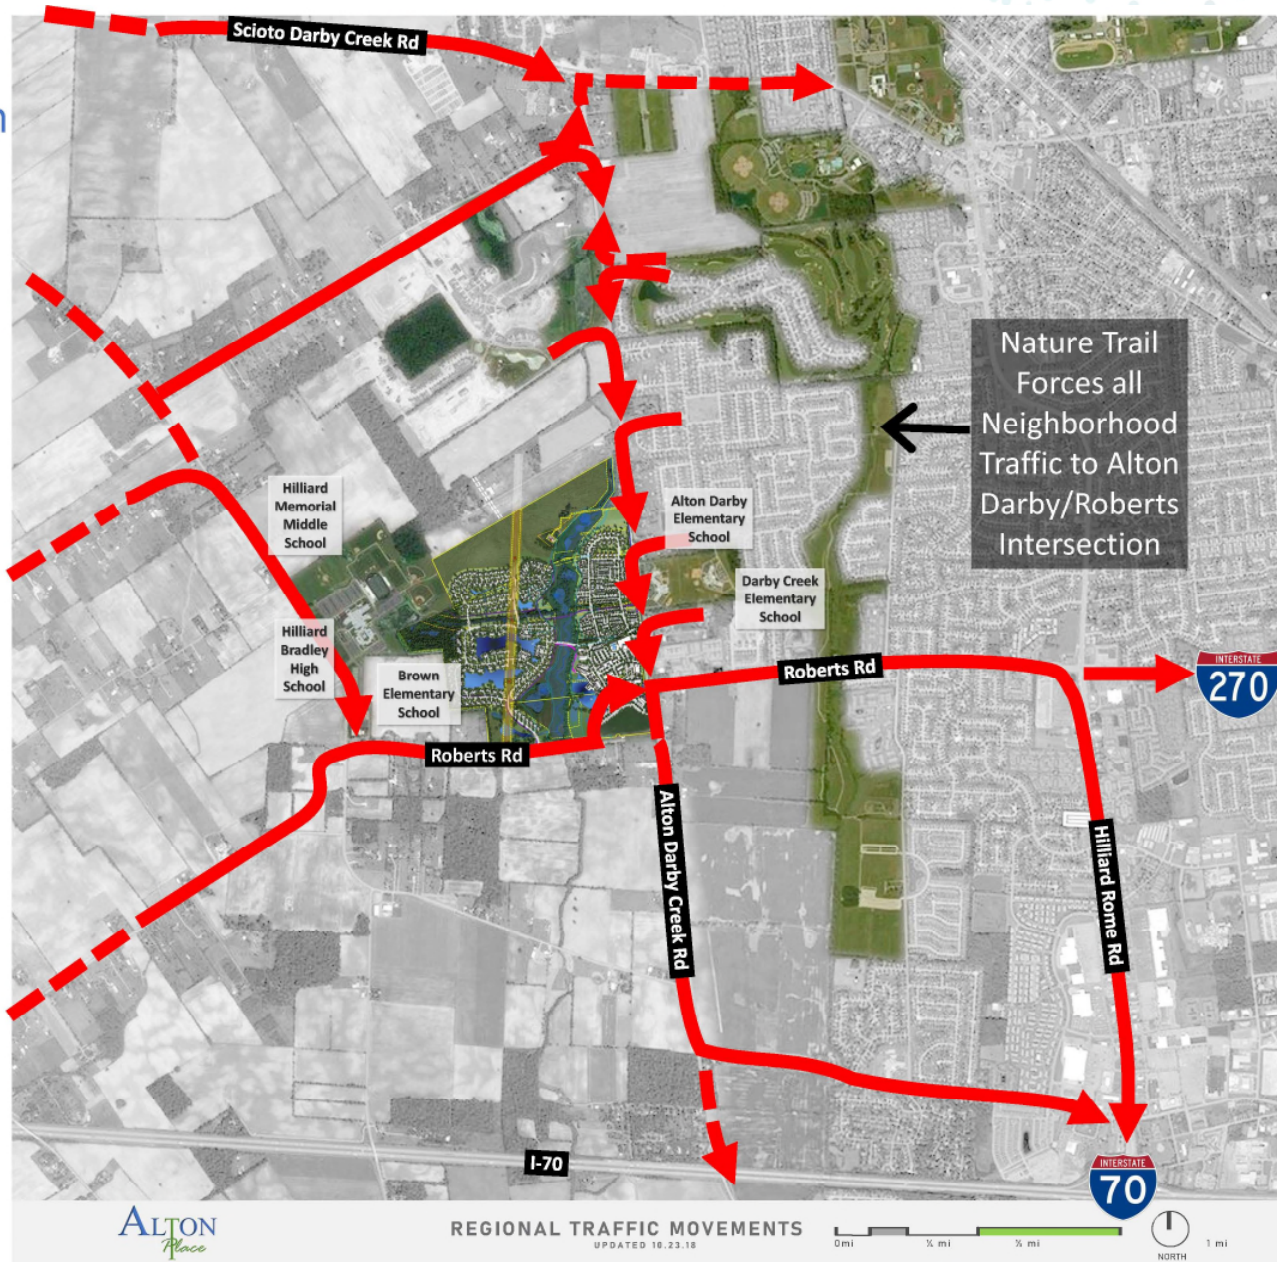 Scioto Darby Creek Rd
n
Nature Trail
Forces all
Neighborhood
Traffic to Alton
Darby/Roberts
Intersection
Hilliard
Memorial
Middle
School
Alton Darby
Elementary
School
Darby Creek
Elementary
School
Hilliard
Bradley
High
School
Brown
Elementary
School
Roberts Rd
INTERSTATE
270
Roberts Rd
Alton Darby Creek Rd
Hilliard Rome Rd
I-70
INTERSTATE
70
ALTON
Place
REGIONAL TRAFFIC MOVEMENTS
UPDATED 10.23.18
0mi
¼ mi
½ mi
1 mi
NORTH